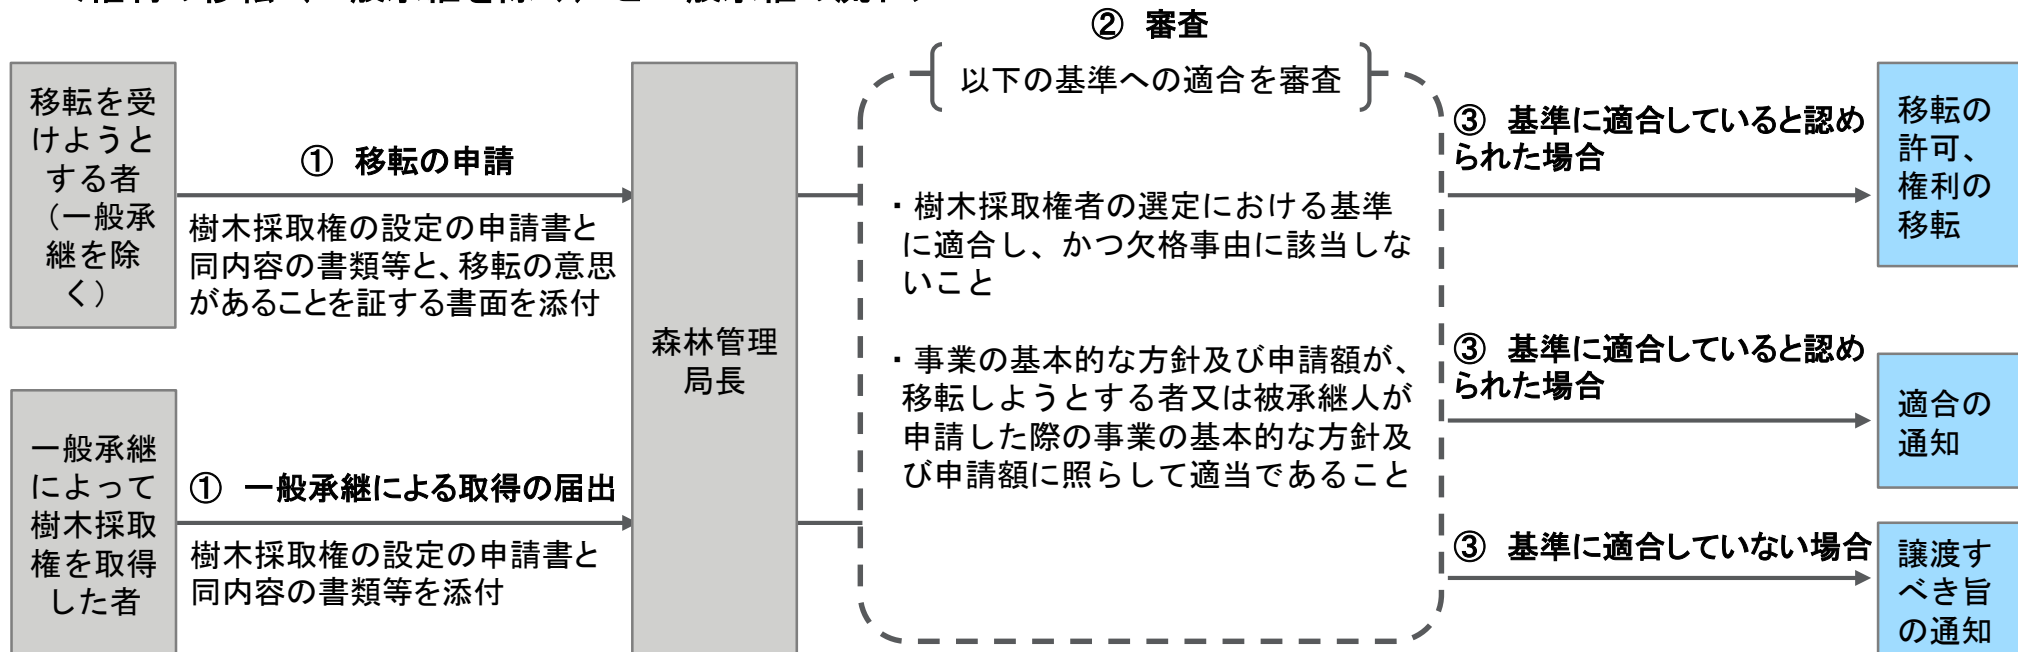 ② 審査
以下の基準への適合を審査
移転を受
けようと
する者
（一般承
継を除
く）
① 移転の申請
樹木採取権の設定の申請書と
同内容の書類等と、移転の意思
があることを証する書面を添付
一般承継
によって
樹木採取
権を取得
した者
① 一般承継による取得の届出
樹木採取権の設定の申請書と
同内容の書類等を添付
森林管理
局長
・樹木採取権者の選定における基準
に適合し、かつ欠格事由に該当しな
いこと
・事業の基本的な方針及び申請額が、
移転しようとする者又は被承継人が
申請した際の事業の基本的な方針及
び申請額に照らして適当であること
③ 基準に適合していると認め
られた場合
移転の
許可、
権利の
移転
③ 基準に適合していると認め
られた場合
適合の
通知
③ 基準に適合していない場合
譲渡す
べき旨
の通知